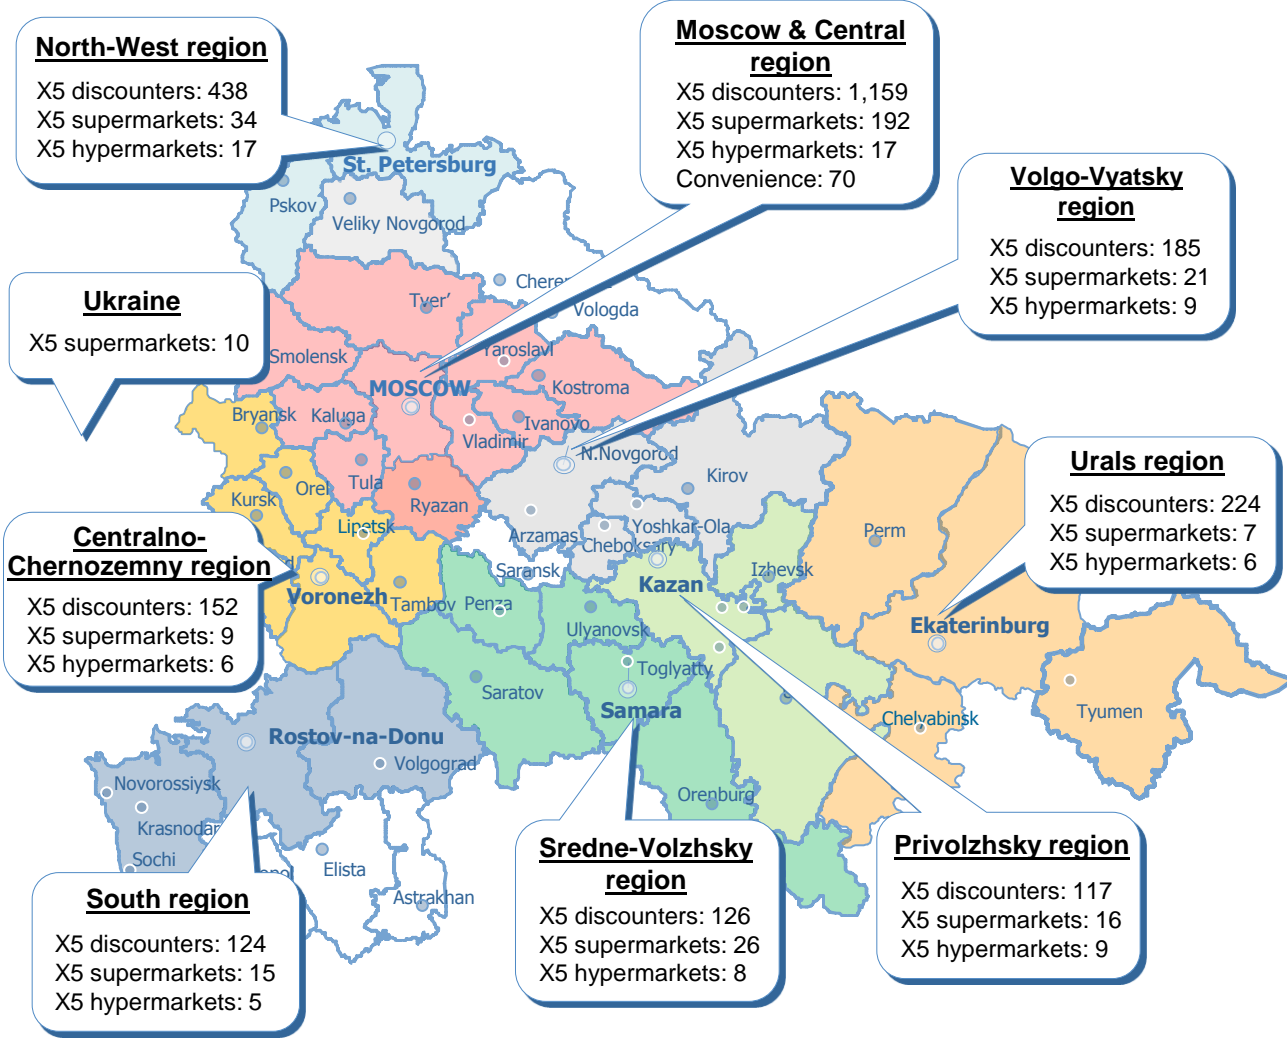 North-West region
X5 discounters: 438
X5 supermarkets: 34
X5 hypermarkets: 17
Moscow & Central
region
X5 discounters: 1,159
X5 supermarkets: 192
X5 hypermarkets: 17
Convenience: 70
Volgo-Vyatsky
region
X5 discounters: 185
X5 supermarkets: 21
X5 hypermarkets: 9
Ukraine
X5 supermarkets: 10
Urals region
X5 discounters: 224
X5 supermarkets: 7
X5 hypermarkets: 6
Centralno-
Chernozemny region
X5 discounters: 152
X5 supermarkets: 9
X5 hypermarkets: 6
South region
X5 discounters: 124
X5 supermarkets: 15
X5 hypermarkets: 5
Sredne-Volzhsky
region
X5 discounters: 126
X5 supermarkets: 26
X5 hypermarkets: 8
Privolzhsky region
X5 discounters: 117
X5 supermarkets: 16
X5 hypermarkets: 9
St. Petersburg
Pskov
Veliky Novgorod
Tver'
Vologda
Smolensk
Yaroslavl
MOSCOW
Kostroma
Bryansk
Kaluga
Ivanovo
Vladimir
N.Novgorod
Kirov
Tula
Orel
Ryazan
Kursk
Lipetsk
Arzamas
Yoshkar-Ola
Cheboksary
Perm
Saransk
Kazan
Izhevsk
Voronezh
Tambov
Penza
Ulyanovsk
Ekaterinburg
Toglyatty
Saratov
Samara
Chelyabinsk
Tyumen
Rostov-na-Donu
Volgograd
Novorossiysk
Krasnodar
Sochi
Orenburg
Elista
Astrakhan